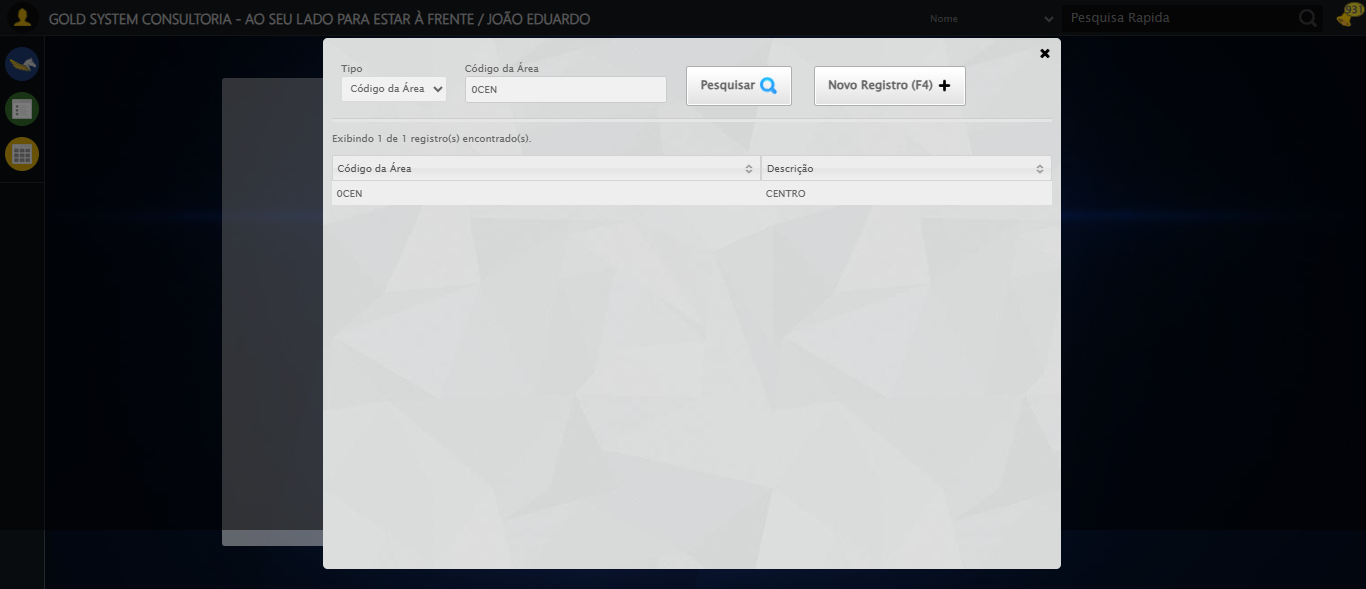 GOLD SYSTEM CONSULTORIA - AO SEU LADO PARA ESTAR À FRENTE / JOÃO EDUARDO
Nome
Pesquisa Rapida
931
Tipo
Código da Área
Código da Área
0CEN
Pesquisar
Novo Registro (F4)
Exibindo 1 de 1 registro(s) encontrado(s).
Código da Área
Descrição
0CEN
CENTRO